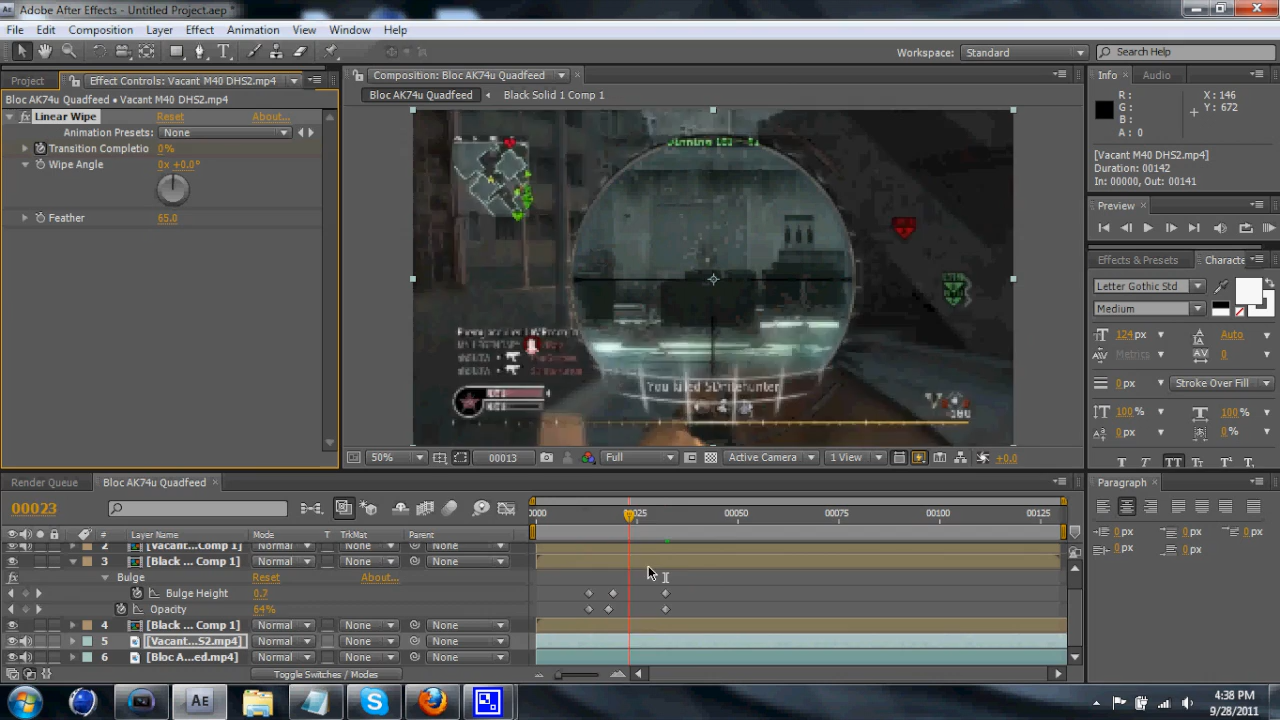 Adobe After Effects - Untitled Project.aep *
File Edit Composition Layer Effect Animation View Window Help
Workspace: Standard Search Help
Project Effect Controls: Vacant M40 DHS2.mp4 Composition: Bloc AK74u Quadfeed Info Audio
Bloc AK74u Quadfeed • Vacant M40 DHS2.mp4 Bloc AK74u Quadfeed Black Solid 1 Comp 1
Linear Wipe Reset About...
Animation Presets: None
Transition Completio 0%
Wipe Angle 0x +0.0°
Feather 65.0
You killed
R:
G:
B:
A: 0
X: 146
Y: 672
[Vacant M40 DHS2.mp4]
Duration: 00142
In: 00000, Out: 00141
Preview
Effects & Presets Characte
Letter Gothic Std
Medium
124 px Auto
Metrics 0
0 px Stroke Over Fill
100 % 100 %
0 px 0 %
T T TT Tt T T
50% 00013 Full Active Camera 1 View +0.0
Render Queue Bloc AK74u Quadfeed Paragraph
00023 0000 00025 00050 00075 00100 00125
# Layer Name Mode T TrkMat Parent
2 [Vacant...Comp 1] Normal None None
3 [Black ... Comp 1] Normal None None
Bulge Reset About...
Bulge Height 0.7
Opacity 64%
4 [Black ... Comp 1] Normal None None
5 [Vacant...S2.mp4] Normal None None
6 [Bloc A...ed.mp4] Normal None None
Toggle Switches / Modes
0 px 0 px
0 px 0 px
0 px
4:38 PM
9/28/2011